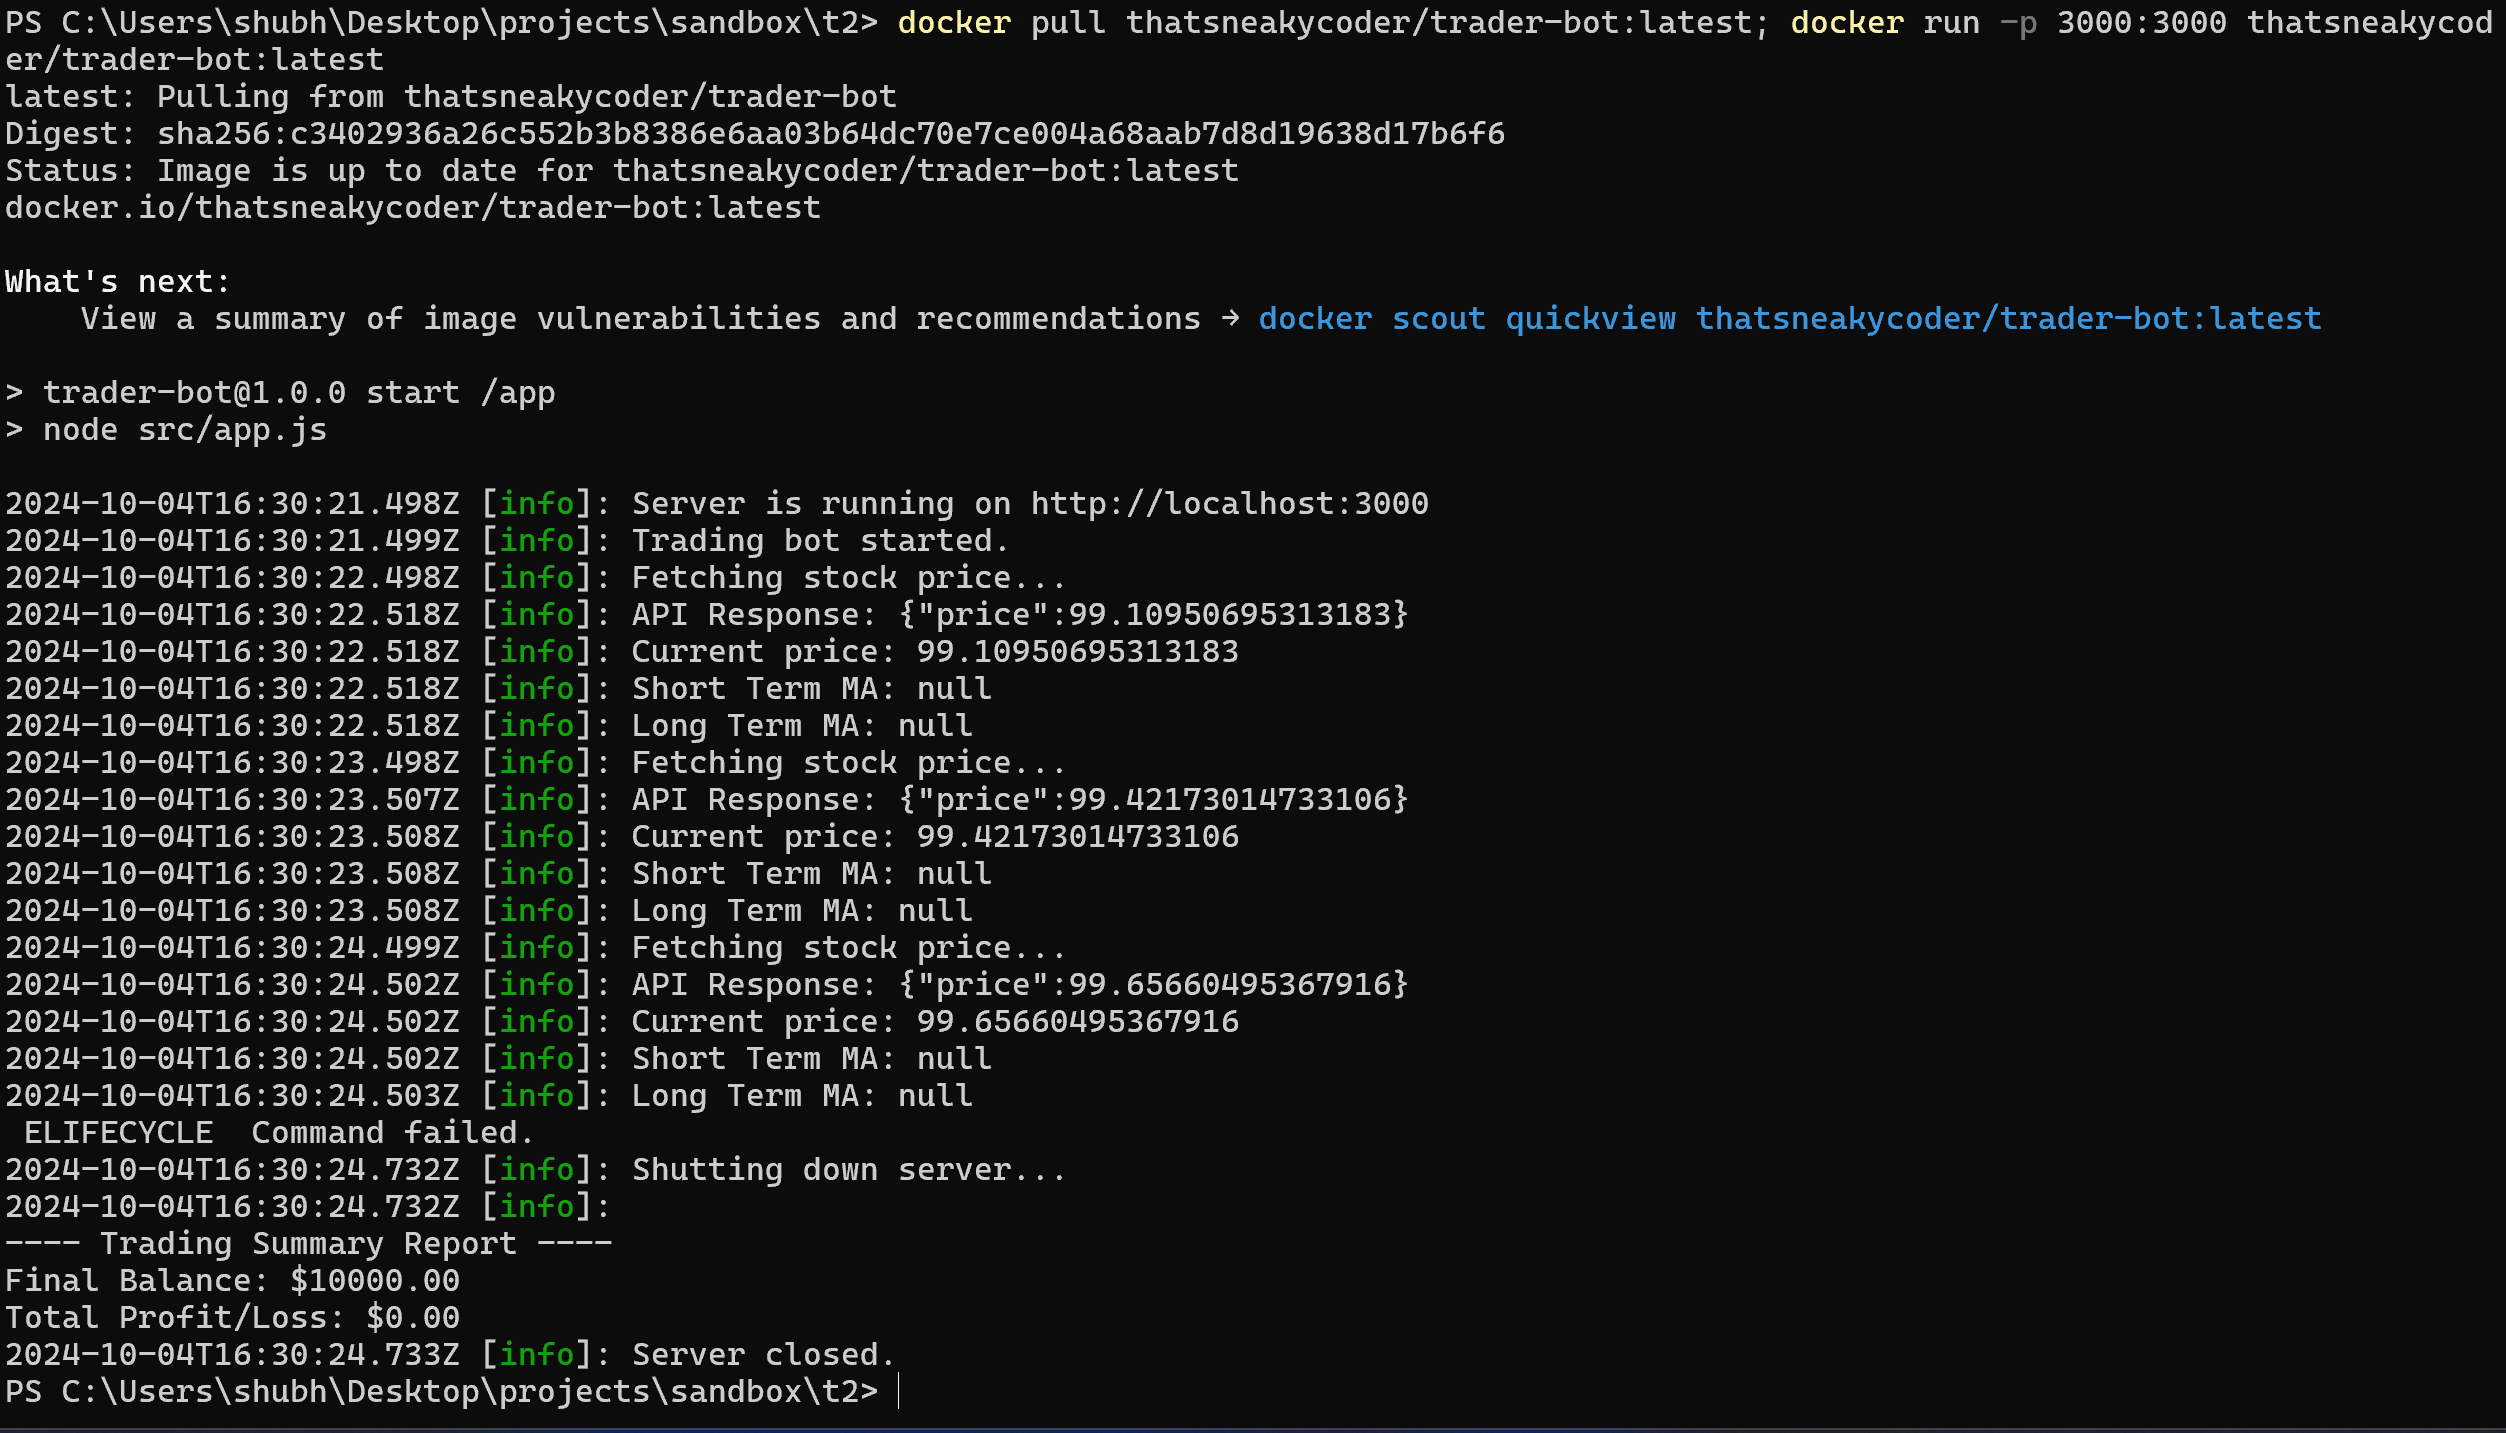 PS C:\Users\shubh\Desktop\projects\sandbox\t2> docker pull thatsneakycoder/trader-bot:latest; docker run -p 3000:3000 thatsneakycod
er/trader-bot:latest
latest: Pulling from thatsneakycoder/trader-bot
Digest: sha256:c3402936a26c552b3b8386e6aa03b64dc70e7ce004a68aab7d8d19638d17b6f6
Status: Image is up to date for thatsneakycoder/trader-bot:latest
docker.io/thatsneakycoder/trader-bot:latest
What's next:
View a summary of image vulnerabilities and recommendations → docker scout quickview thatsneakycoder/trader-bot:latest
> trader-bot@1.0.0 start /app
> node src/app.js
2024-10-04T16:30:21.498Z [info]: Server is running on http://localhost:3000
2024-10-04T16:30:21.499Z [info]: Trading bot started.
2024-10-04T16:30:22.498Z [info]: Fetching stock price...
2024-10-04T16:30:22.518Z [info]: API Response: {"price":99.10950695313183}
2024-10-04T16:30:22.518Z [info]: Current price: 99.10950695313183
2024-10-04T16:30:22.518Z [info]: Short Term MA: null
2024-10-04T16:30:22.518Z [info]: Long Term MA: null
2024-10-04T16:30:23.498Z [info]: Fetching stock price...
2024-10-04T16:30:23.507Z [info]: API Response: {"price":99.42173014733106}
2024-10-04T16:30:23.508Z [info]: Current price: 99.42173014733106
2024-10-04T16:30:23.508Z [info]: Short Term MA: null
2024-10-04T16:30:23.508Z [info]: Long Term MA: null
2024-10-04T16:30:24.499Z [info]: Fetching stock price...
2024-10-04T16:30:24.502Z [info]: API Response: {"price":99.65660495367916}
2024-10-04T16:30:24.502Z [info]: Current price: 99.65660495367916
2024-10-04T16:30:24.502Z [info]: Short Term MA: null
2024-10-04T16:30:24.503Z [info]: Long Term MA: null
ELIFECYCLE  Command failed.
2024-10-04T16:30:24.732Z [info]: Shutting down server...
2024-10-04T16:30:24.732Z [info]:
---- Trading Summary Report ----
Final Balance: $10000.00
Total Profit/Loss: $0.00
2024-10-04T16:30:24.733Z [info]: Server closed.
PS C:\Users\shubh\Desktop\projects\sandbox\t2>